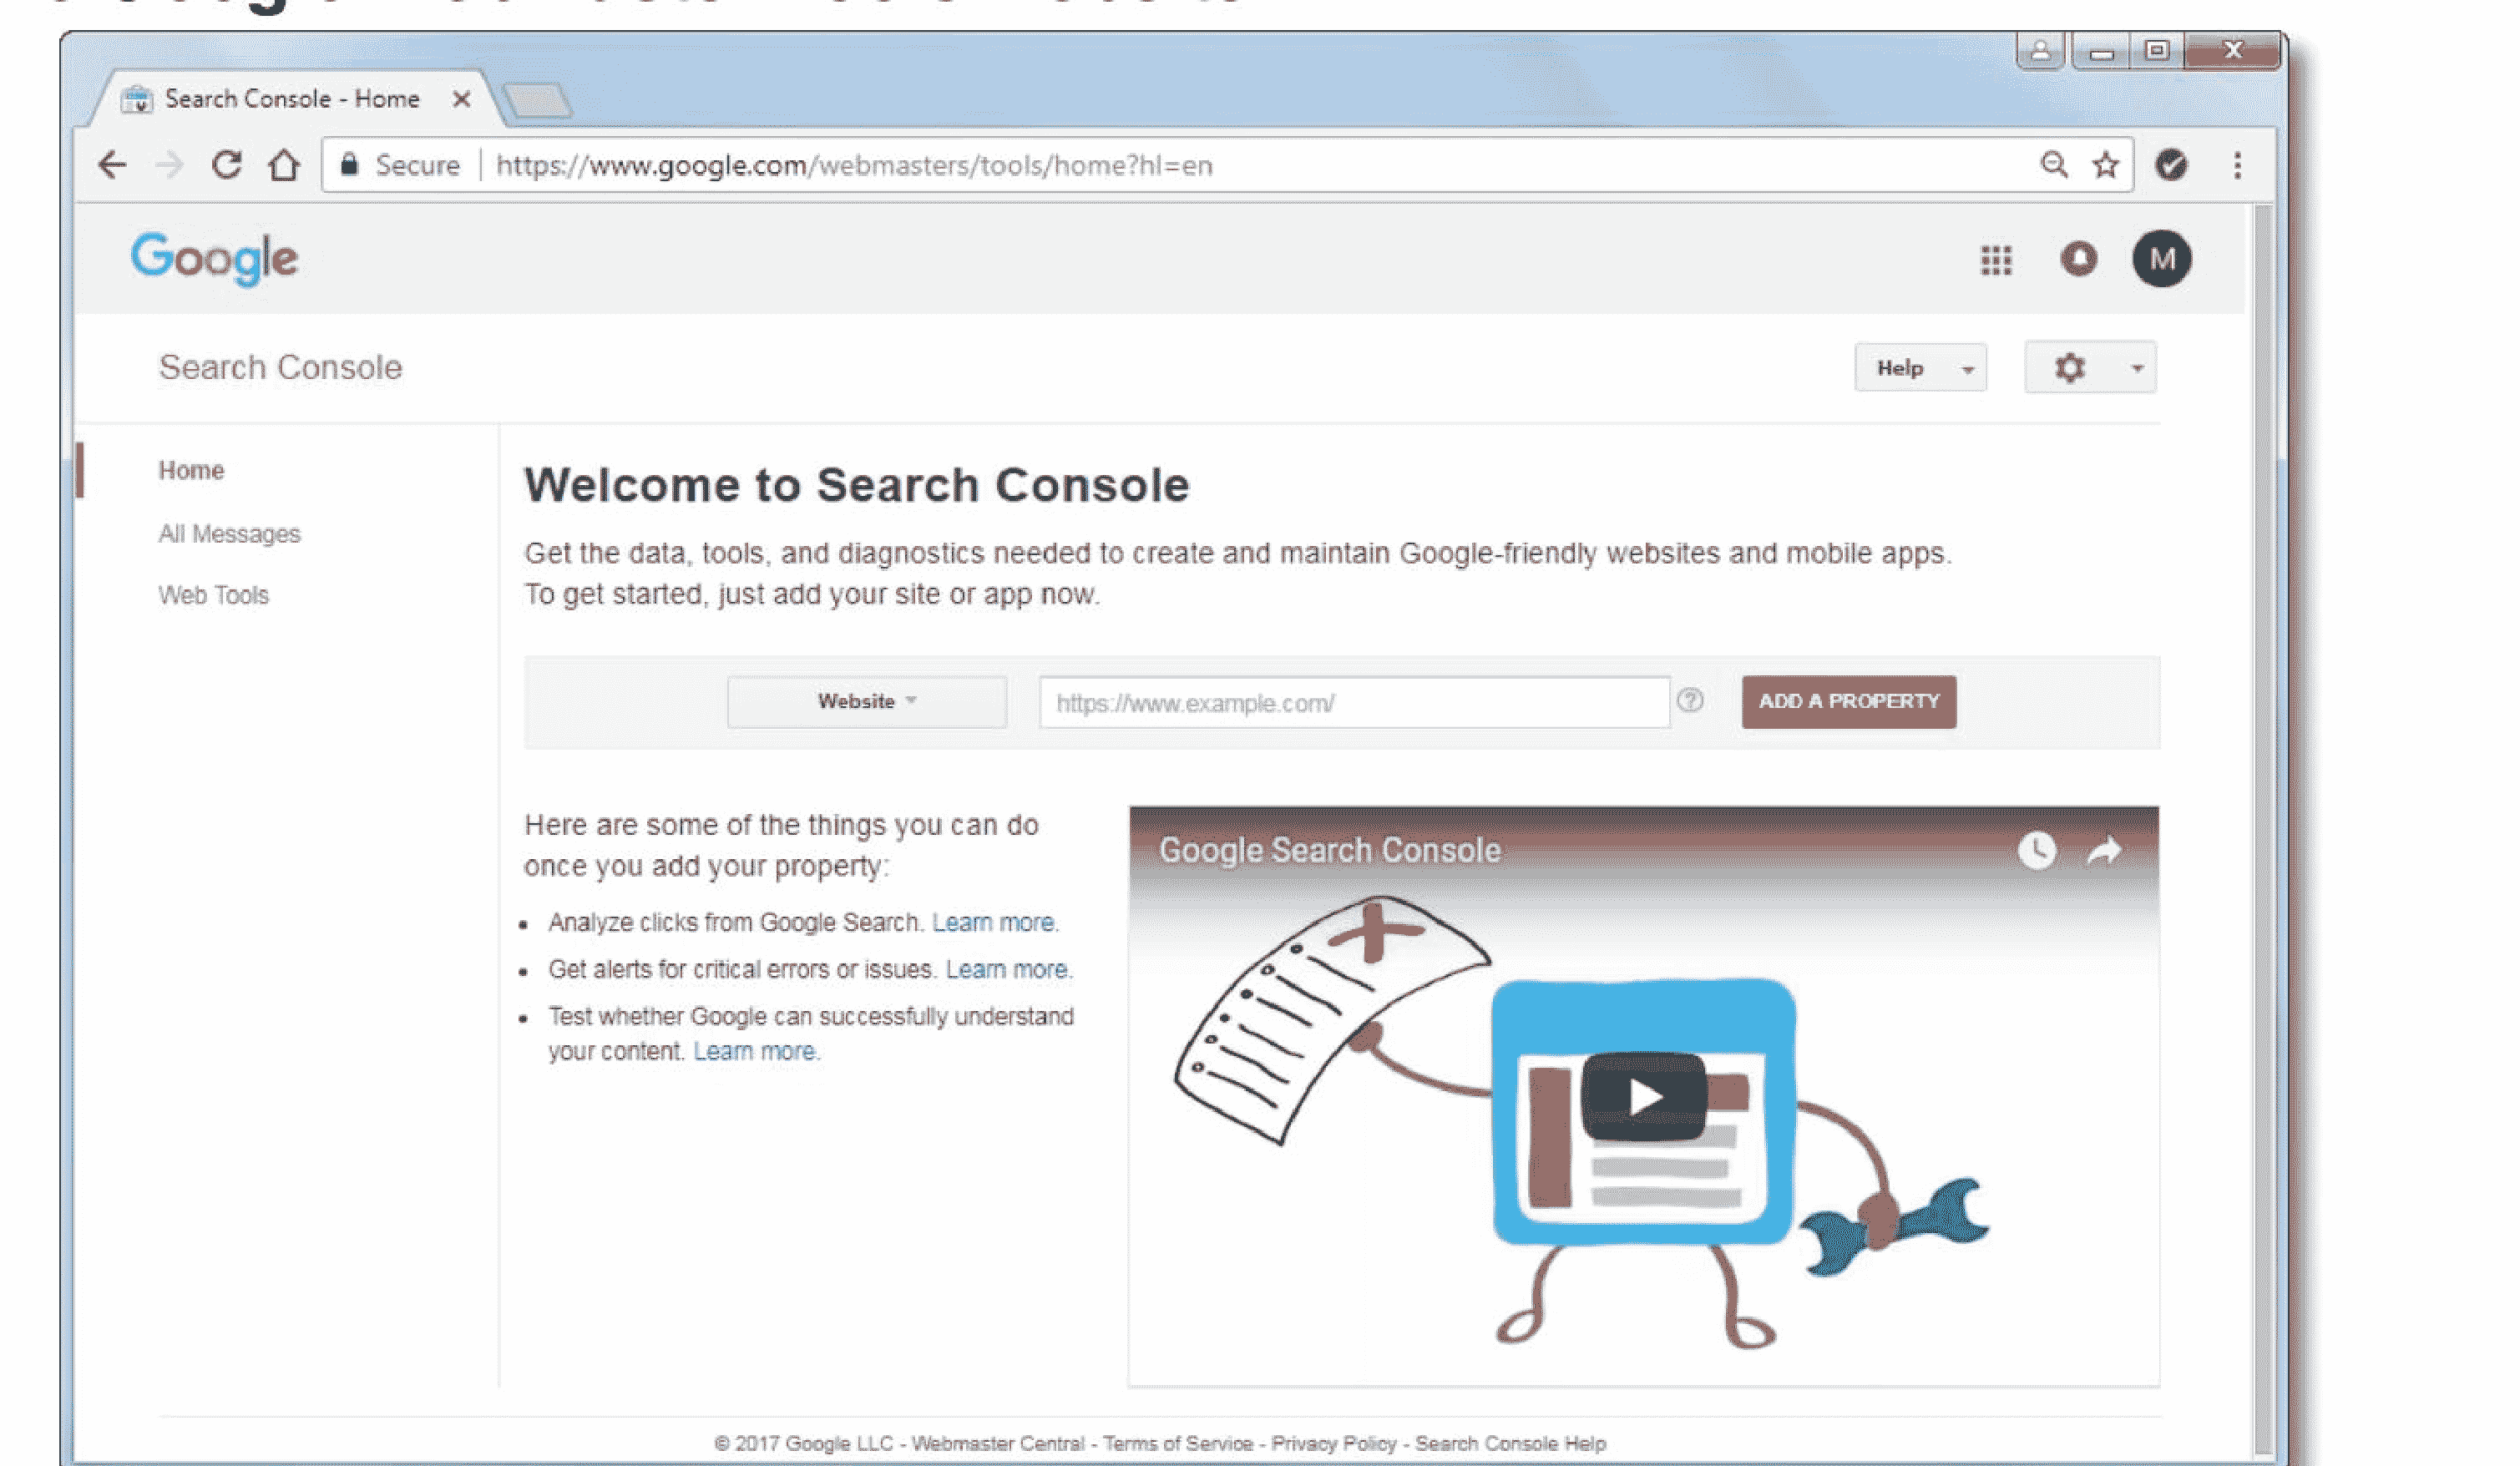 Search Console - Home
Secure https://www.google.com/webmasters/tools/home?hl=en
Google
M
Search Console
Help
Home
All Messages
Web Tools
Welcome to Search Console
Get the data, tools, and diagnostics needed to create and maintain Google-friendly websites and mobile apps.
To get started, just add your site or app now.
Website
https://www.example.com/
?
ADD A PROPERTY
Here are some of the things you can do
once you add your property:
• Analyze clicks from Google Search. Learn more.
• Get alerts for critical errors or issues. Learn more.
• Test whether Google can successfully understand
your content. Learn more.
Google Search Console
© 2017 Google LLC - Webmaster Central - Terms of Service - Privacy Policy - Search Console Help